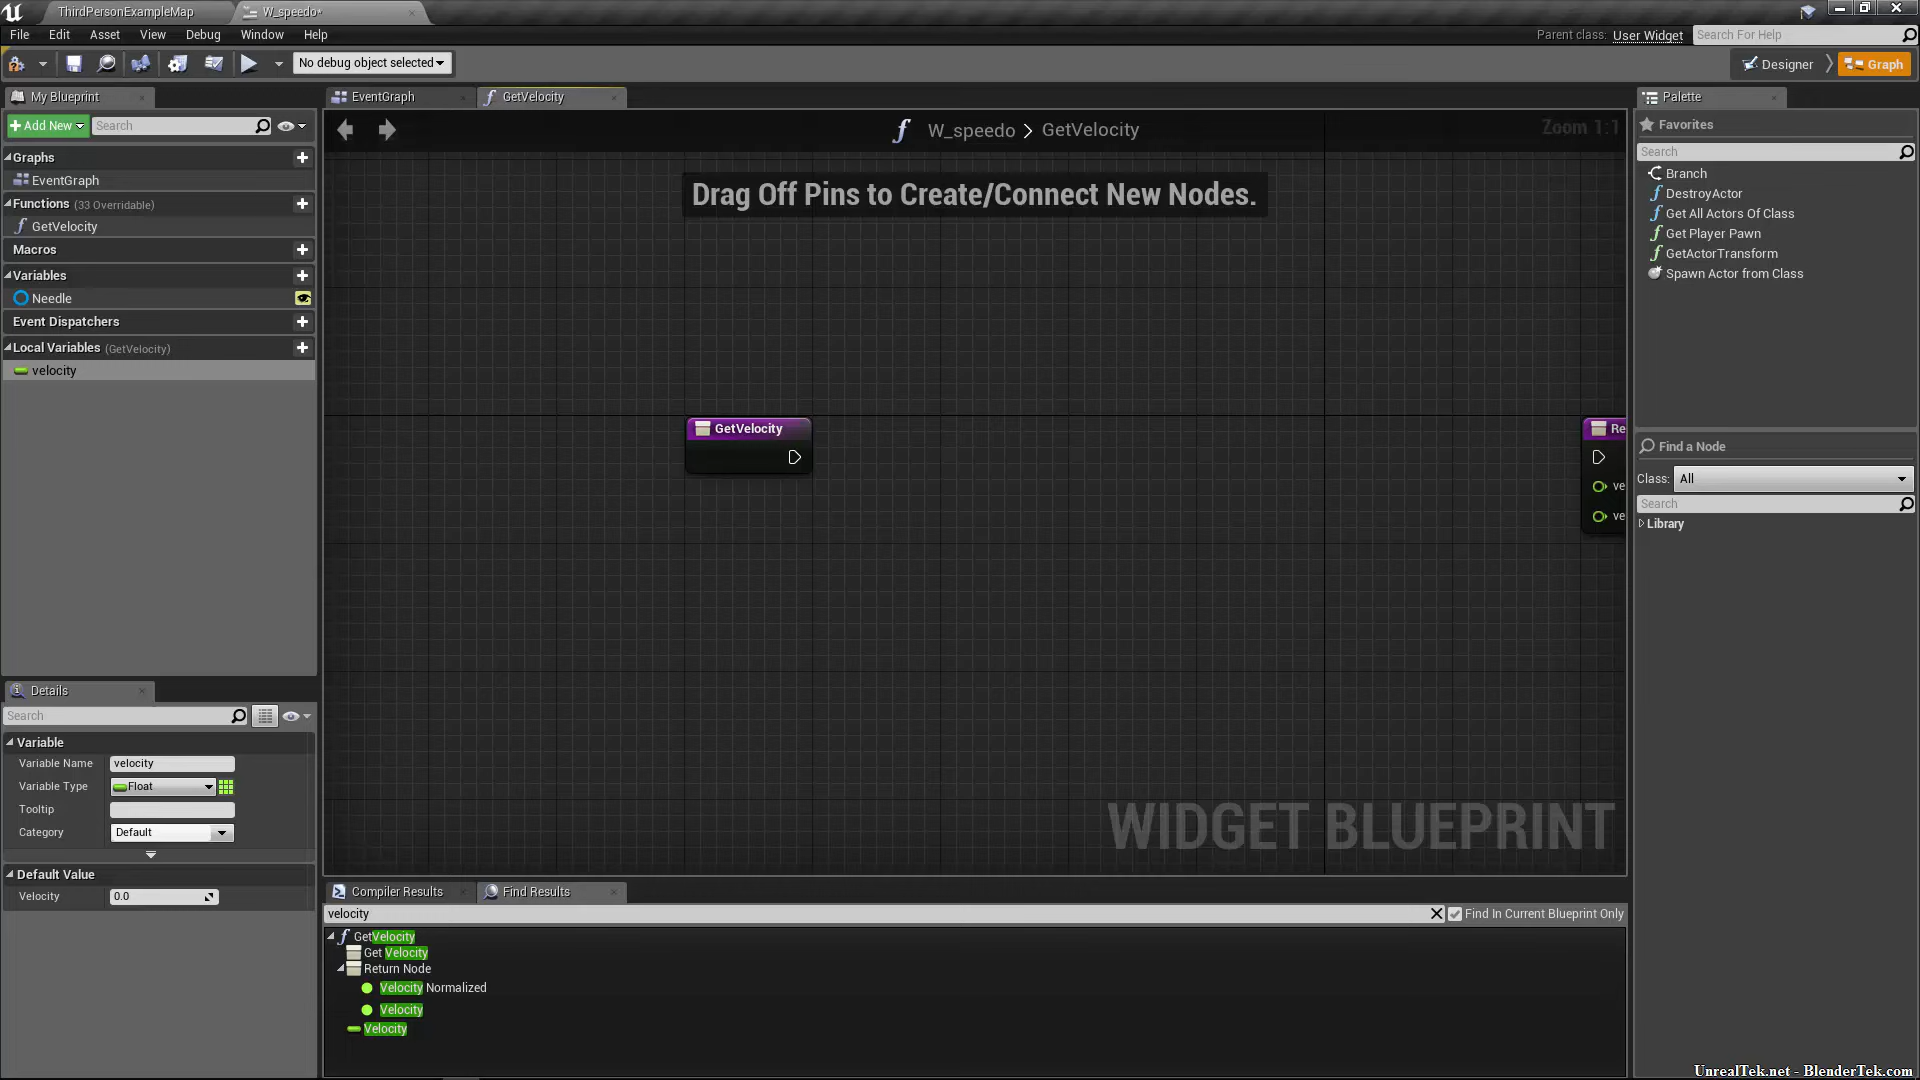 ThirdPersonExampleMap
W_speedo*
File Edit Asset View Debug Window Help
Parent class: User Widget
Search For Help
No debug object selected
Designer
Graph
My Blueprint
EventGraph
GetVelocity
Palette
Add New
Search
W_speedo > GetVelocity
Zoom 1:1
Favorites
Search
Graphs
EventGraph
Functions (33 Overridable)
GetVelocity
Macros
Variables
Needle
Event Dispatchers
Local Variables (GetVelocity)
velocity
Drag Off Pins to Create/Connect New Nodes.
Branch
DestroyActor
Get All Actors Of Class
Get Player Pawn
GetActorTransform
Spawn Actor from Class
GetVelocity
Re
ve
ve
Find a Node
Class: All
Search
Library
Details
Search
Variable
Variable Name velocity
Variable Type Float
Tooltip
Category Default
Default Value
Velocity 0.0
WIDGET BLUEPRINT
Compiler Results
Find Results
velocity
Find In Current Blueprint Only
GetVelocity
Get Velocity
Return Node
Velocity Normalized
Velocity
Velocity
UnrealTek.net - BlenderTek.com